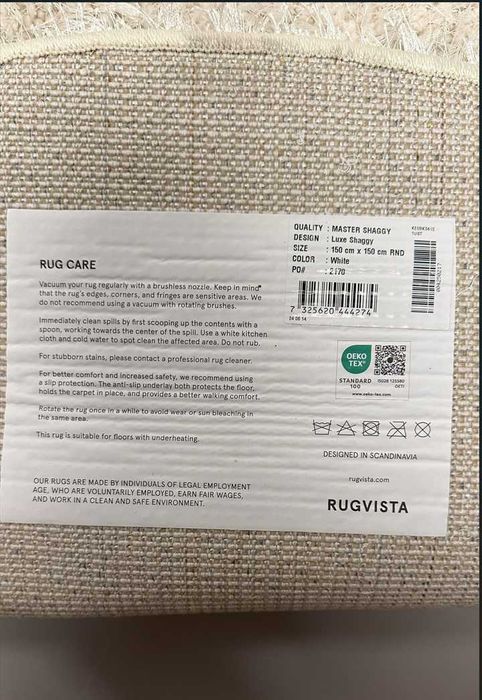 RUG CARE
Vacuum your rug regularly with a brushless nozzle. Keep in mind
that the rug's edges, corners, and fringes are sensitive areas. We
do not recommend using a vacuum with rotating brushes.
Immediately clean spills by first scooping up the contents with a
spoon, working towards the center of the spill. Use a white kitchen
cloth and cold water to spot clean the affected area. Do not rub.
For stubborn stains, please contact a professional rug cleaner.
For better comfort and increased safety, we recommend using
a slip protection. The anti-slip underlay both protects the floor,
holds the carpet in place, and provides a better walking comfort.
Rotate the rug once in a while to avoid wear or sun bleaching in
the same area.
This rug is suitable for floors with underheating.
OUR RUGS ARE MADE BY INDIVIDUALS OF LEGAL EMPLOYMENT
AGE, WHO ARE VOLUNTARILY EMPLOYED, EARN FAIR WAGES,
AND WORK IN A CLEAN AND SAFE ENVIRONMENT.
QUALITY : MASTER SHAGGY
DESIGN : Luxe Shaggy
SIZE : 150 cm x 150 cm RND
COLOR : White
PO# : 2170
7 325620 444274
OEKO
TEX®
STANDARD
100
www.oeko-tex.com
DESIGNED IN SCANDINAVIA
rugvista.com
RUGVISTA